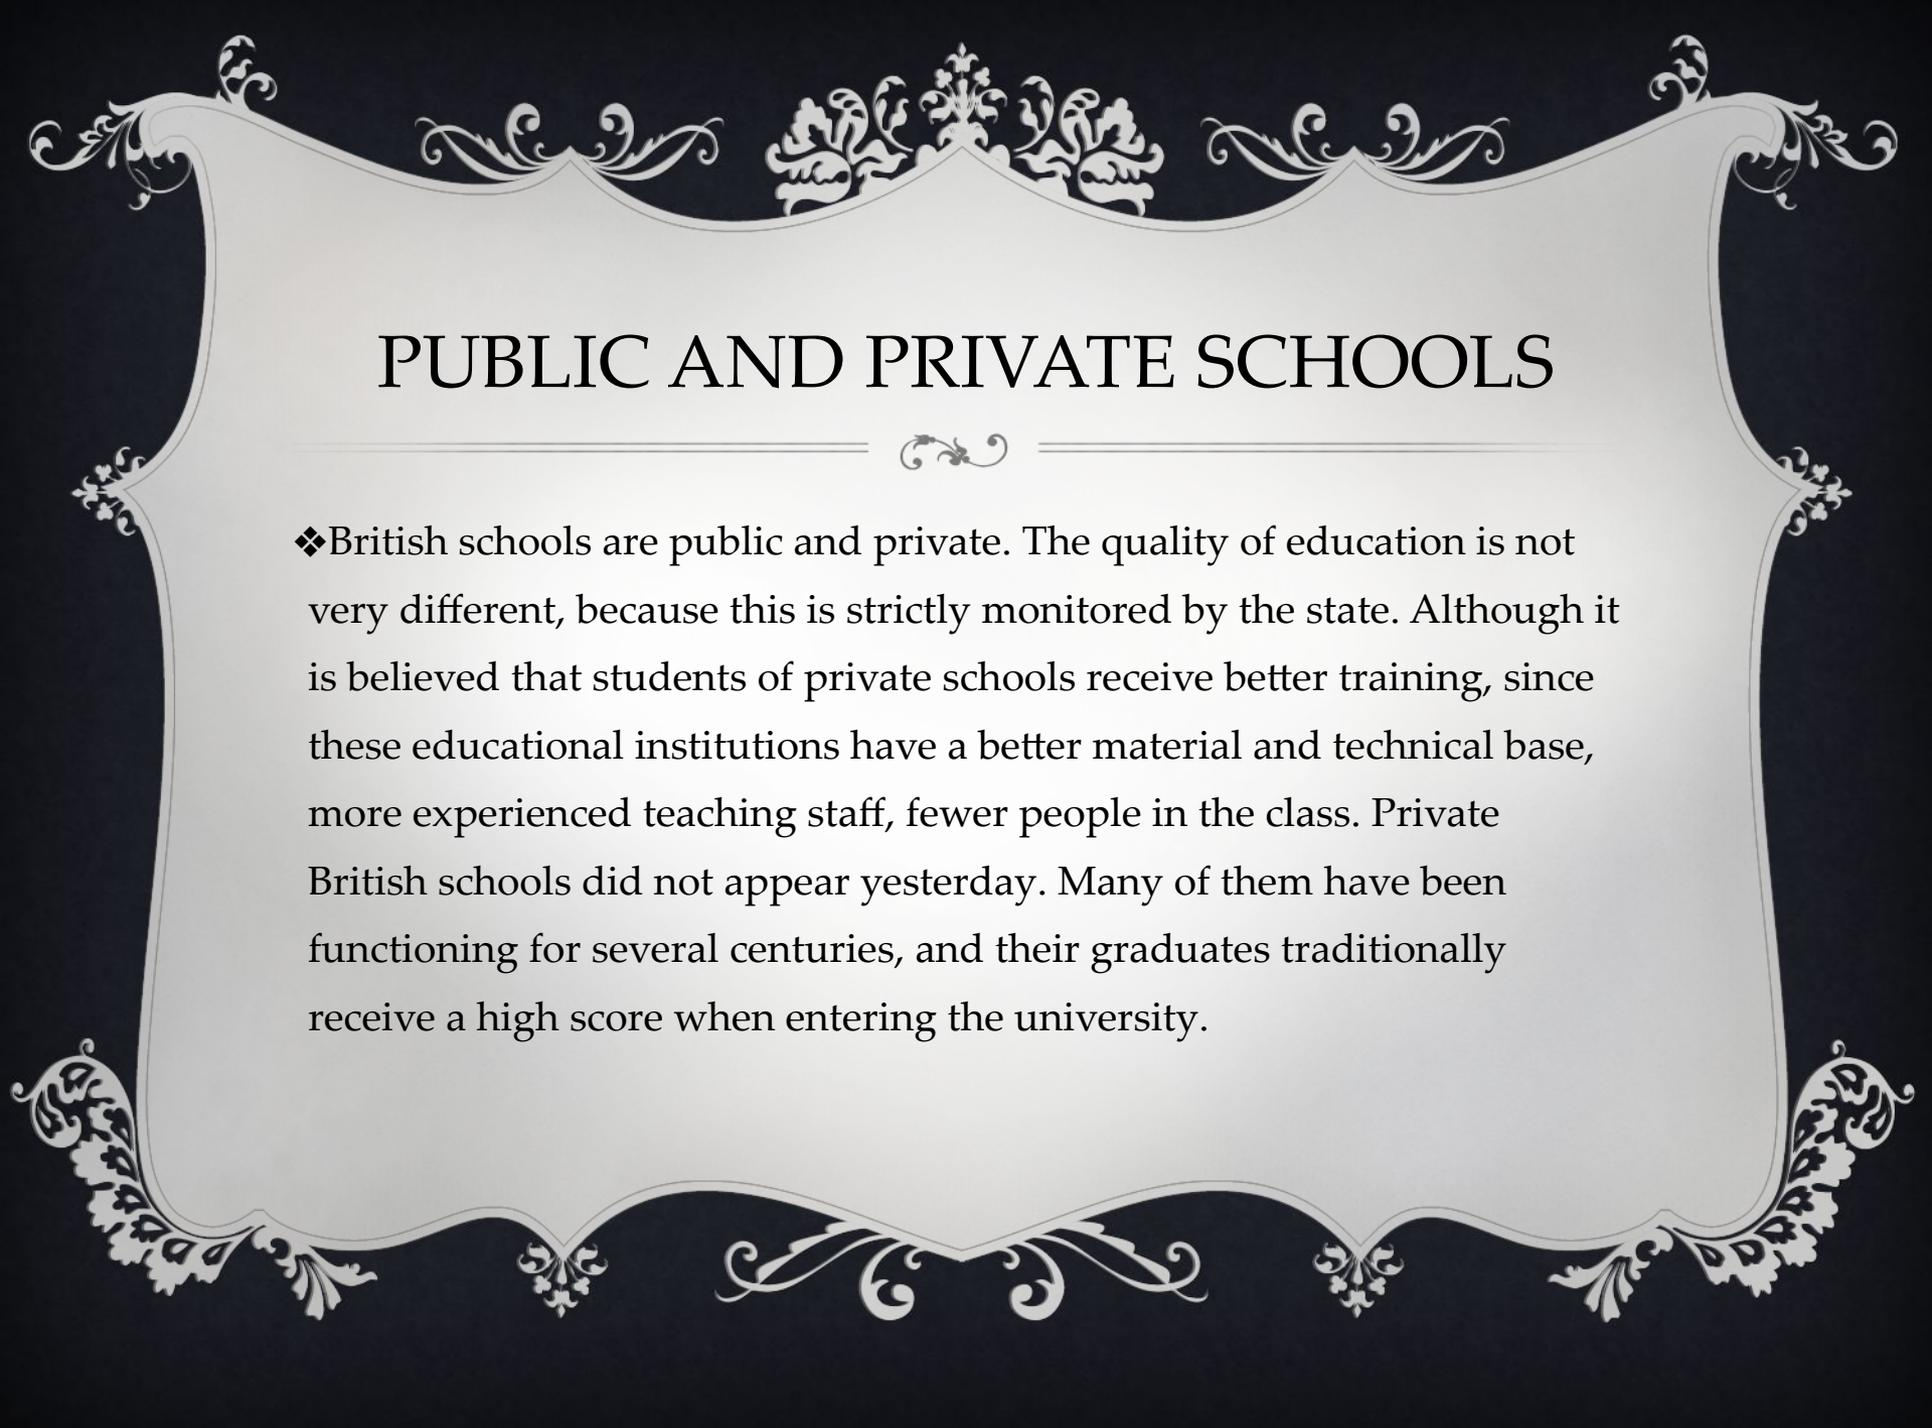 PUBLIC AND PRIVATE SCHOOLS
❖British schools are public and private. The quality of education is not
very different, because this is strictly monitored by the state. Although it
is believed that students of private schools receive better training, since
these educational institutions have a better material and technical base,
more experienced teaching staff, fewer people in the class. Private
British schools did not appear yesterday. Many of them have been
functioning for several centuries, and their graduates traditionally
receive a high score when entering the university.